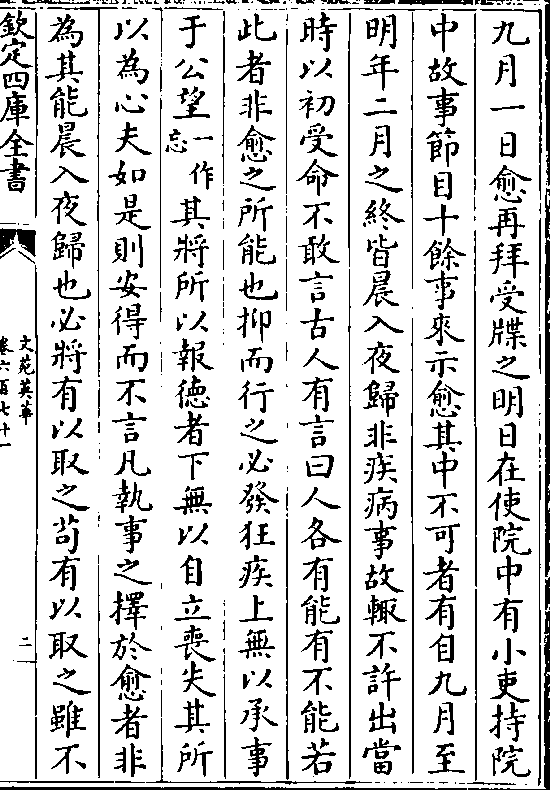 九月一日愈再拜受牒之明日在使院中有小吏持院
中故事節目十餘事來示愈其中不可者有自九月至
明年二月之終皆晨入夜歸非疾病事故輙不許出當
時以初受命不敢言古人有言曰人各有能有不能若
此者非愈之所能也抑而行之必發狂疾上無以承事
于公望一作忘其將所以報徳者下無以自立喪失其所
以為心夫如是則安得而不言凡執事之擇於愈者非
為其能晨入夜歸也必將有以取之苟有以取之雖不
欽定四庫全書
文苑英華
卷六百七十一
二